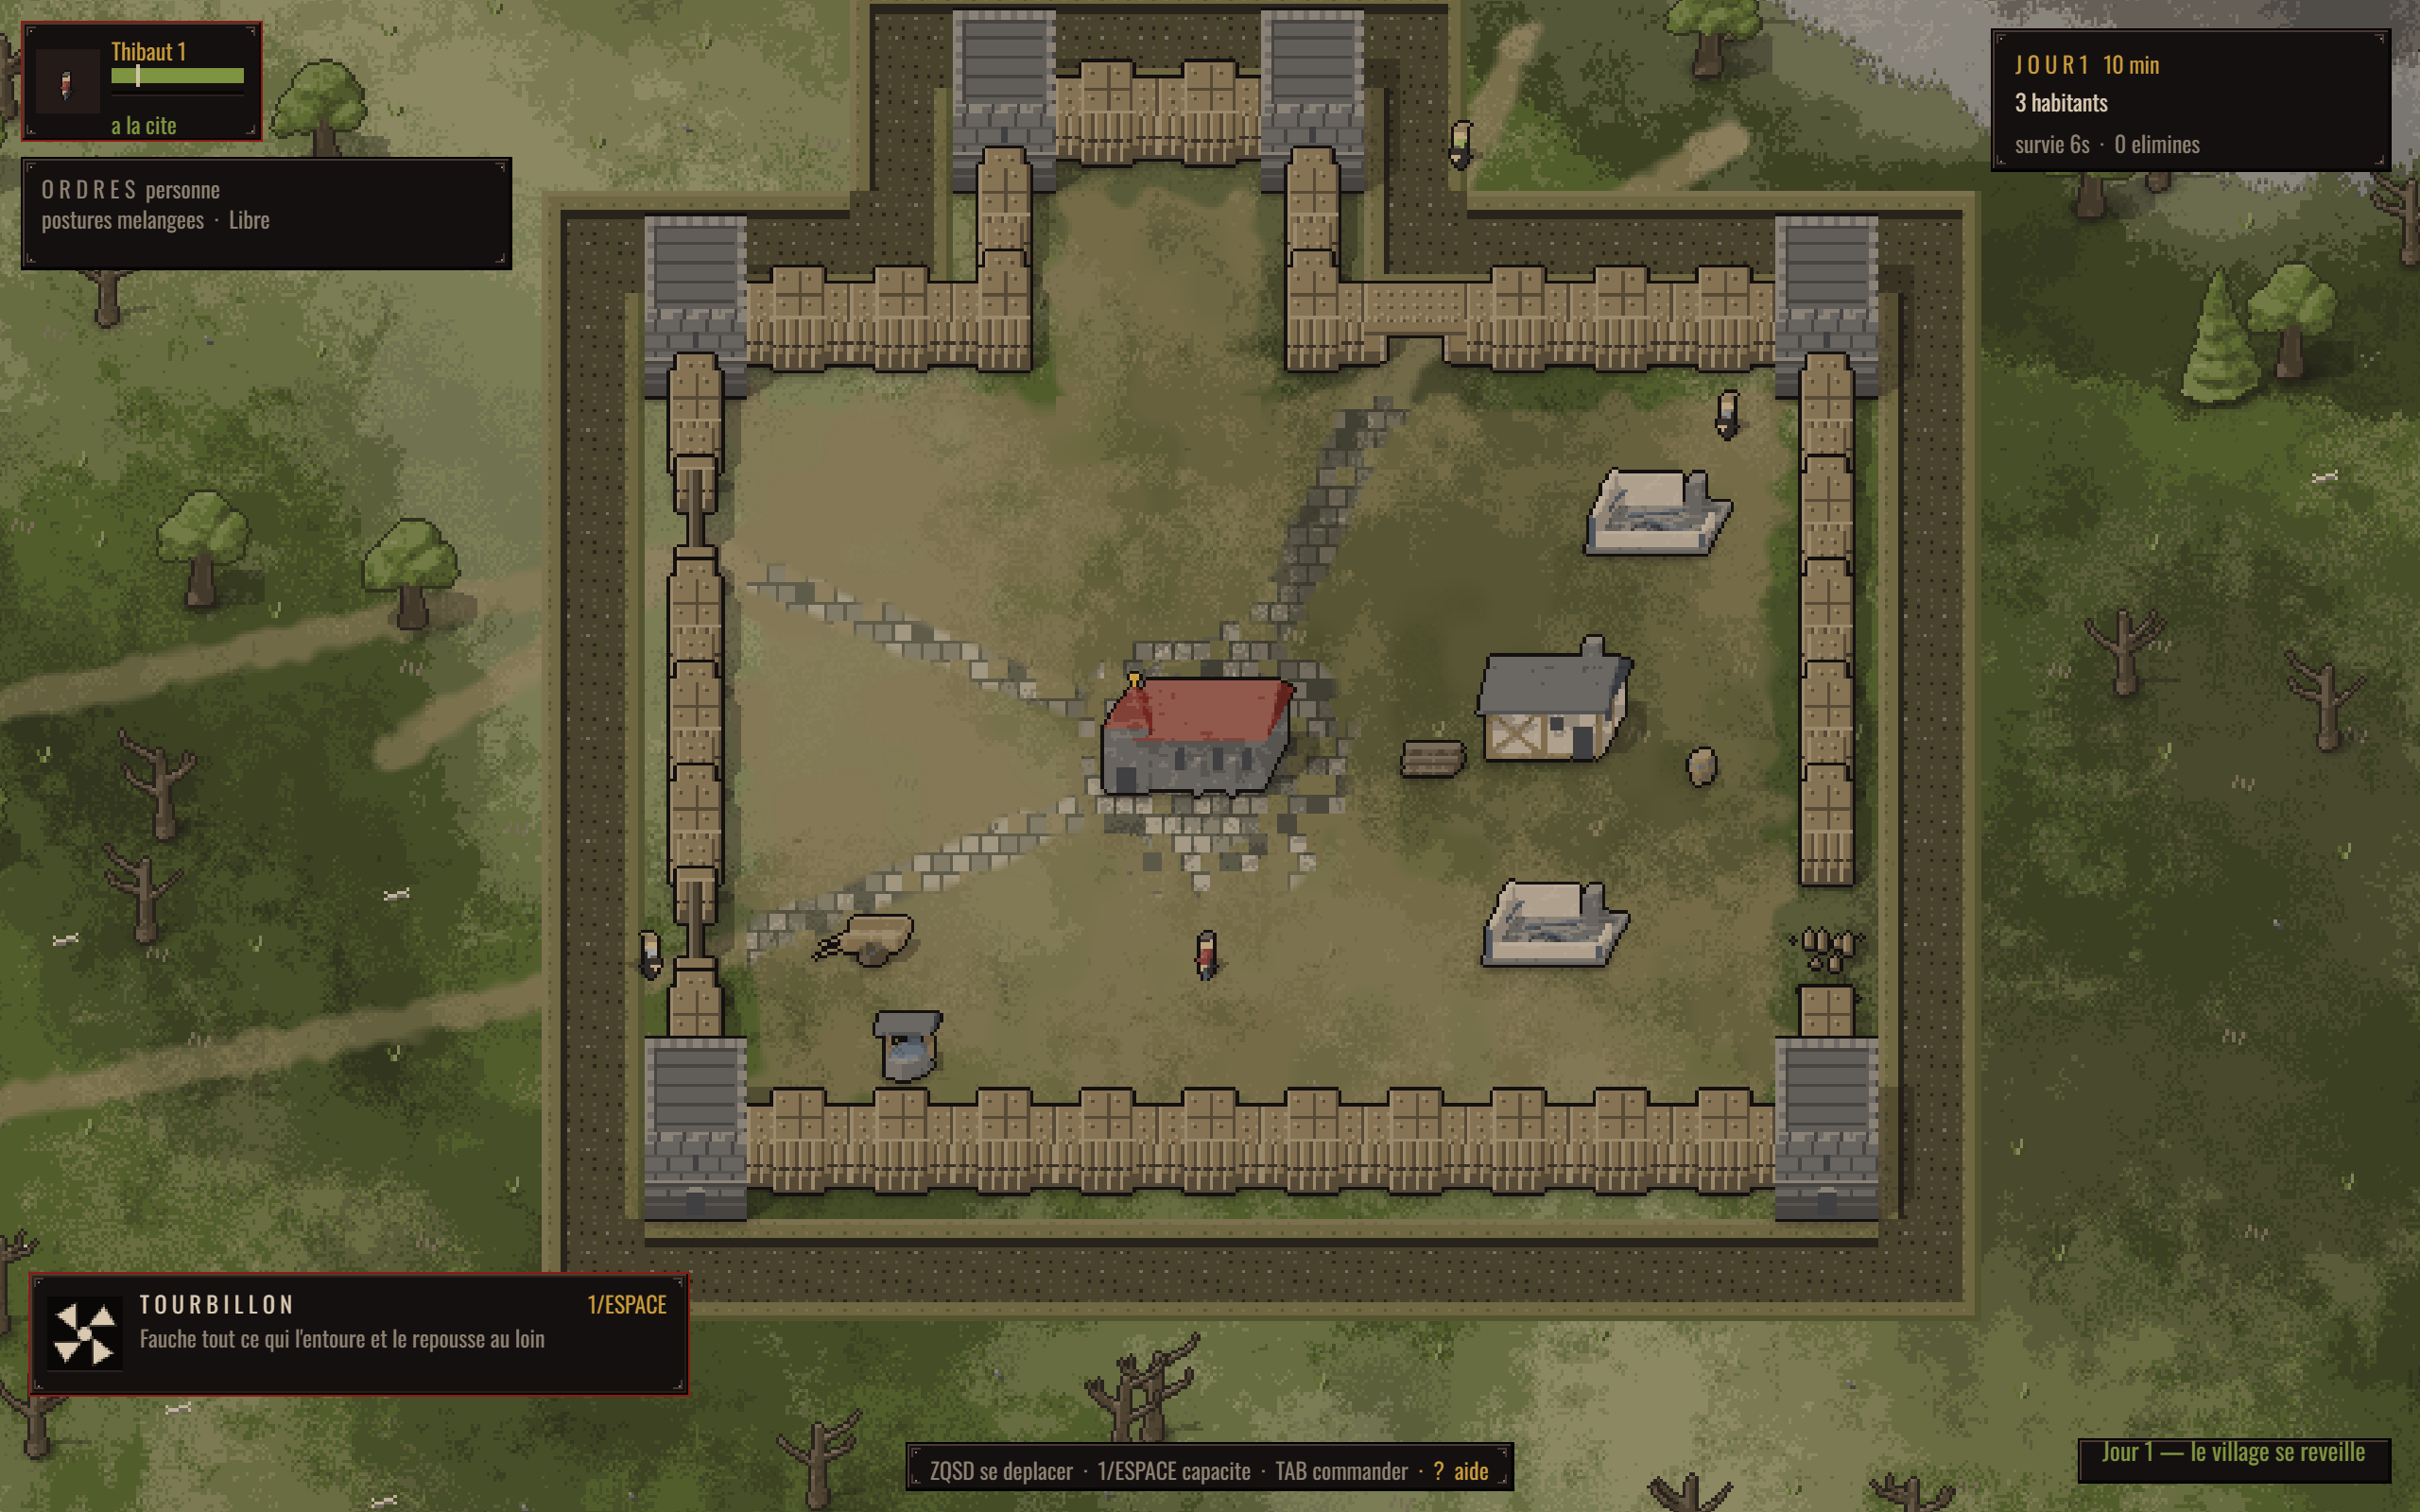 Thibaut 1
a la cite
ORDRES personne
postures melangees · Libre
JOUR1 10 min
3 habitants
survie 6s · 0 elimines
TOURBILLON 1/ESPACE
Fauche tout ce qui l'entoure et le repousse au loin
ZQSD se deplacer · 1/ESPACE capacite · TAB commander · ? aide
Jour 1 — le village se reveille